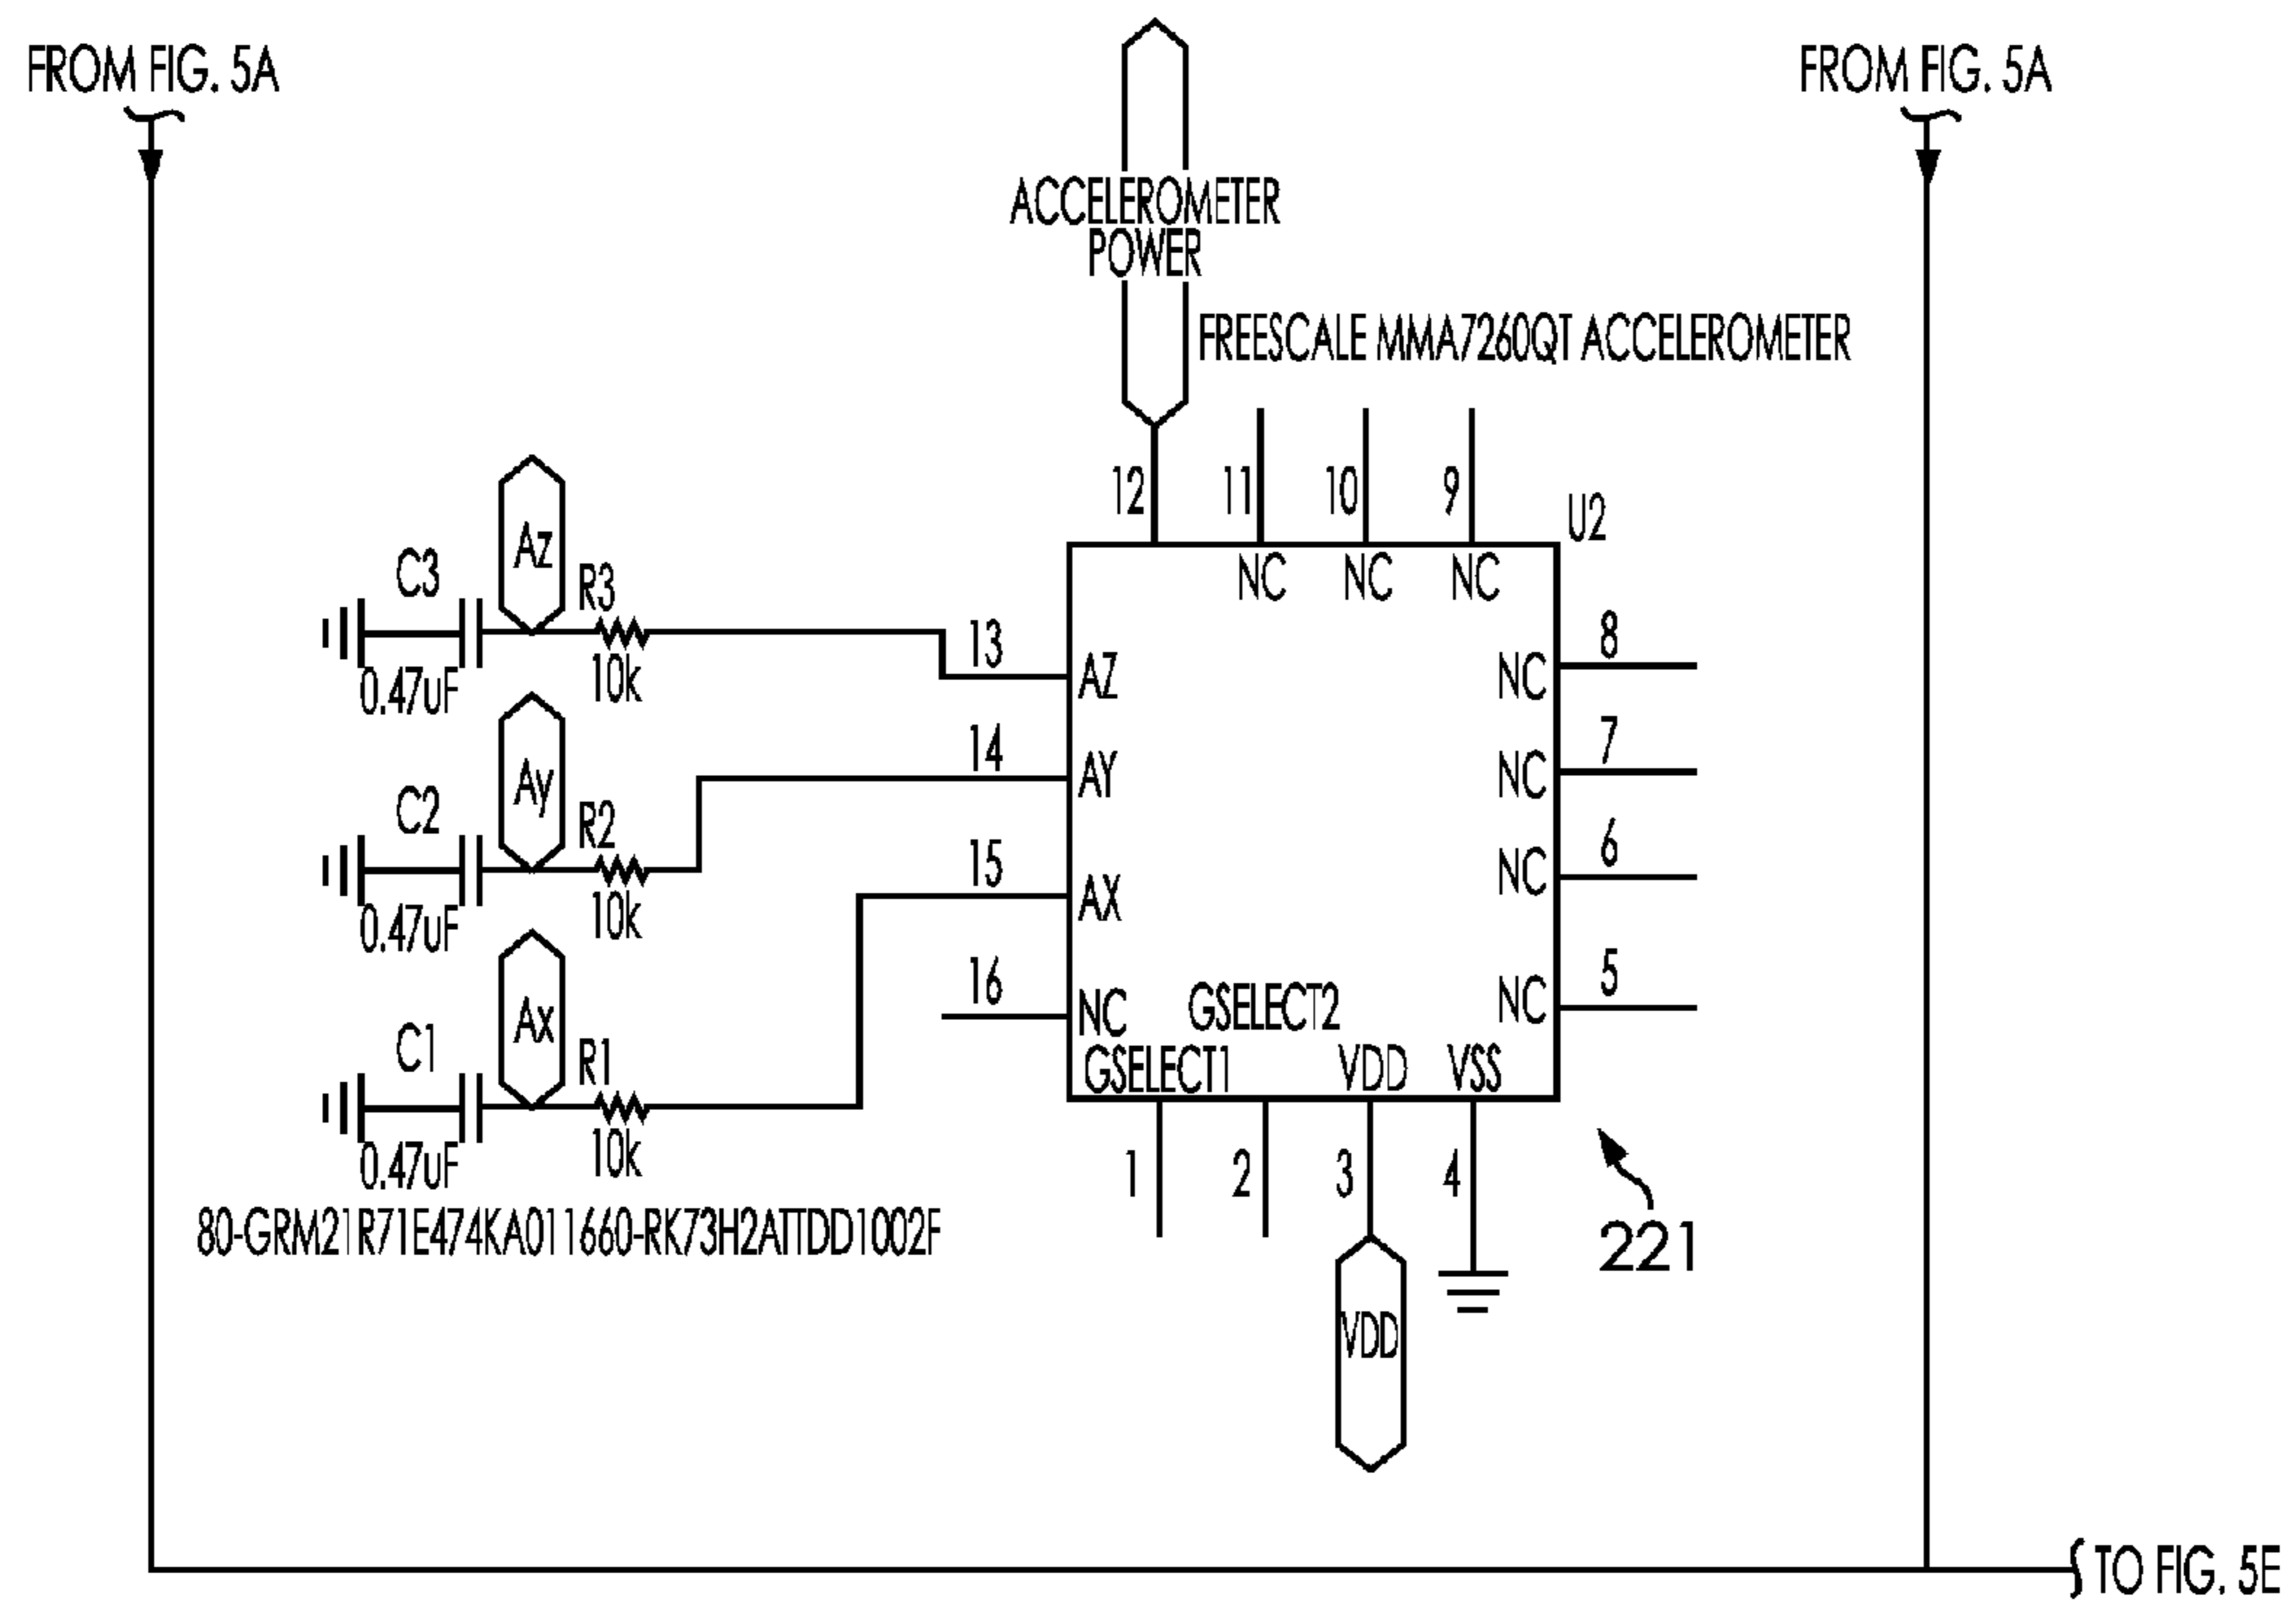 FROM FIG. 5A
FROM FIG. 5A
ACCELEROMETER
POWER
FREESCALE MMA7260QT ACCELEROMETER
12
11
10
9
U2
NC
NC
NC
Az
C3
R3
0.47uF
10k
13
AZ
8
NC
Ay
C2
R2
0.47uF
10k
14
AY
7
NC
15
AX
6
NC
Ax
C1
R1
0.47uF
10k
16
NC
GSELECT2
5
NC
GSELECT1
VDD
VSS
1
2
3
4
221
80-GRM21R71E474KA011660-RK73H2ATTDD1002F
VDD
TO FIG. 5E